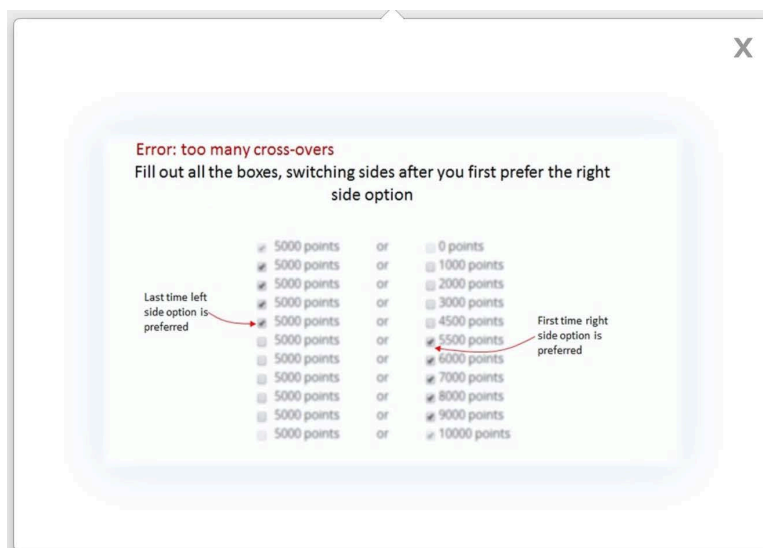 X
Error: too many cross-overs
Fill out all the boxes, switching sides after you first prefer the right
side option
5000 points or 0 points
5000 points or 1000 points
5000 points or 2000 points
5000 points or 3000 points
5000 points or 4500 points
5000 points or 5500 points
5000 points or 6000 points
5000 points or 7000 points
5000 points or 8000 points
5000 points or 9000 points
5000 points or 10000 points
Last time left
side option is
preferred
First time right
side option is
preferred